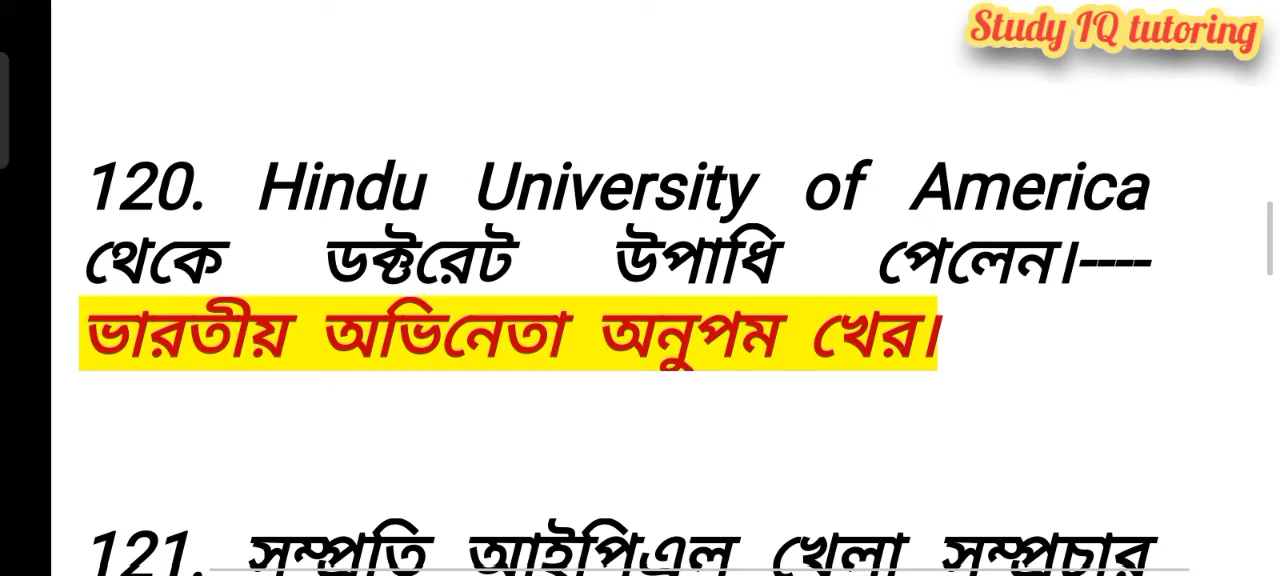 Study IQ tutoring
120. Hindu University of America
থেকে ডক্টরেট উপাধি পেলেন।----
ভারতীয় অভিনেতা অনুপম খের।
121. সম্প্রতি আইপিএল খেলা সম্প্রচার